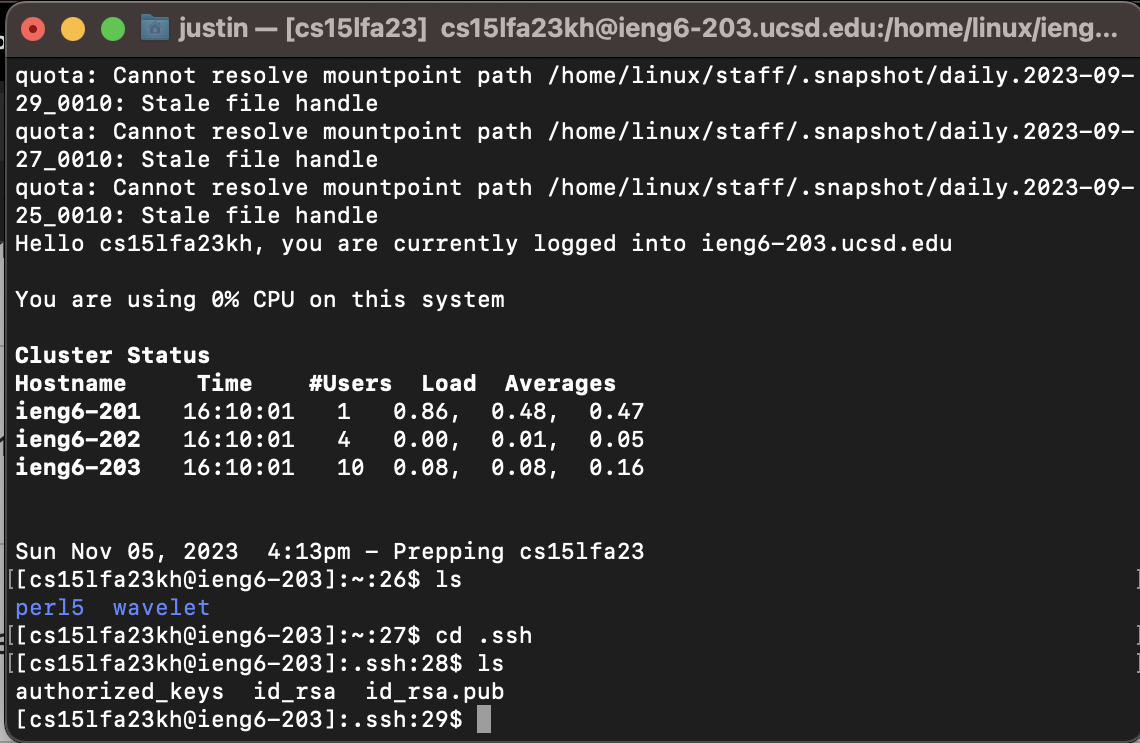 justin — [cs15lfa23] cs15lfa23kh@ieng6-203.ucsd.edu:/home/linux/ieng...
quota: Cannot resolve mountpoint path /home/linux/staff/.snapshot/daily.2023-09-
29_0010: Stale file handle
quota: Cannot resolve mountpoint path /home/linux/staff/.snapshot/daily.2023-09-
27_0010: Stale file handle
quota: Cannot resolve mountpoint path /home/linux/staff/.snapshot/daily.2023-09-
25_0010: Stale file handle
Hello cs15lfa23kh, you are currently logged into ieng6-203.ucsd.edu
You are using 0% CPU on this system
Cluster Status
Hostname     Time    #Users  Load  Averages
ieng6-201   16:10:01   1   0.86,  0.48,  0.47
ieng6-202   16:10:01   4   0.00,  0.01,  0.05
ieng6-203   16:10:01   10  0.08,  0.08,  0.16
Sun Nov 05, 2023  4:13pm - Prepping cs15lfa23
[[cs15lfa23kh@ieng6-203]:~:26$ ls ]
perl5  wavelet
[[cs15lfa23kh@ieng6-203]:~:27$ cd .ssh ]
[[cs15lfa23kh@ieng6-203]:.ssh:28$ ls ]
authorized_keys  id_rsa  id_rsa.pub
[cs15lfa23kh@ieng6-203]:.ssh:29$